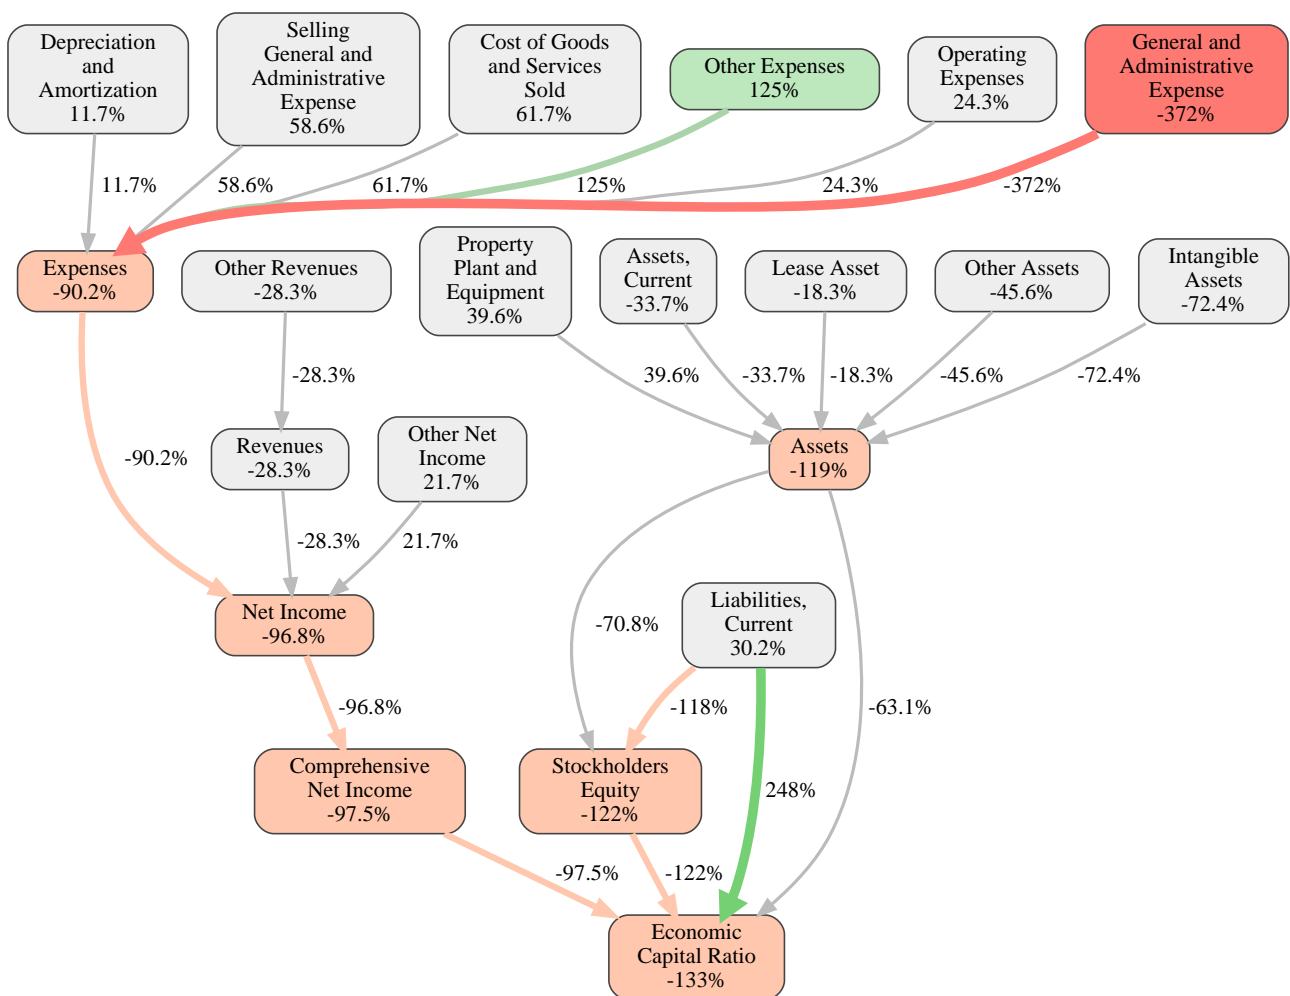 Depreciation
and
Amortization
11.7%
Selling
General and
Administrative
Expense
58.6%
Cost of Goods
and Services
Sold
61.7%
Other Expenses
125%
Operating
Expenses
24.3%
General and
Administrative
Expense
-372%
11.7%
58.6%
61.7%
125%
24.3%
-372%
Expenses
-90.2%
Other Revenues
-28.3%
Property
Plant and
Equipment
39.6%
Assets,
Current
-33.7%
Lease Asset
-18.3%
Other Assets
-45.6%
Intangible
Assets
-72.4%
-28.3%
39.6%
-33.7%
-18.3%
-45.6%
-72.4%
-90.2%
Revenues
-28.3%
Other Net
Income
21.7%
Assets
-119%
-28.3%
21.7%
Net Income
-96.8%
-70.8%
Liabilities,
Current
30.2%
-96.8%
-118%
-63.1%
Comprehensive
Net Income
-97.5%
Stockholders
Equity
-122%
248%
-97.5%
-122%
Economic
Capital Ratio
-133%